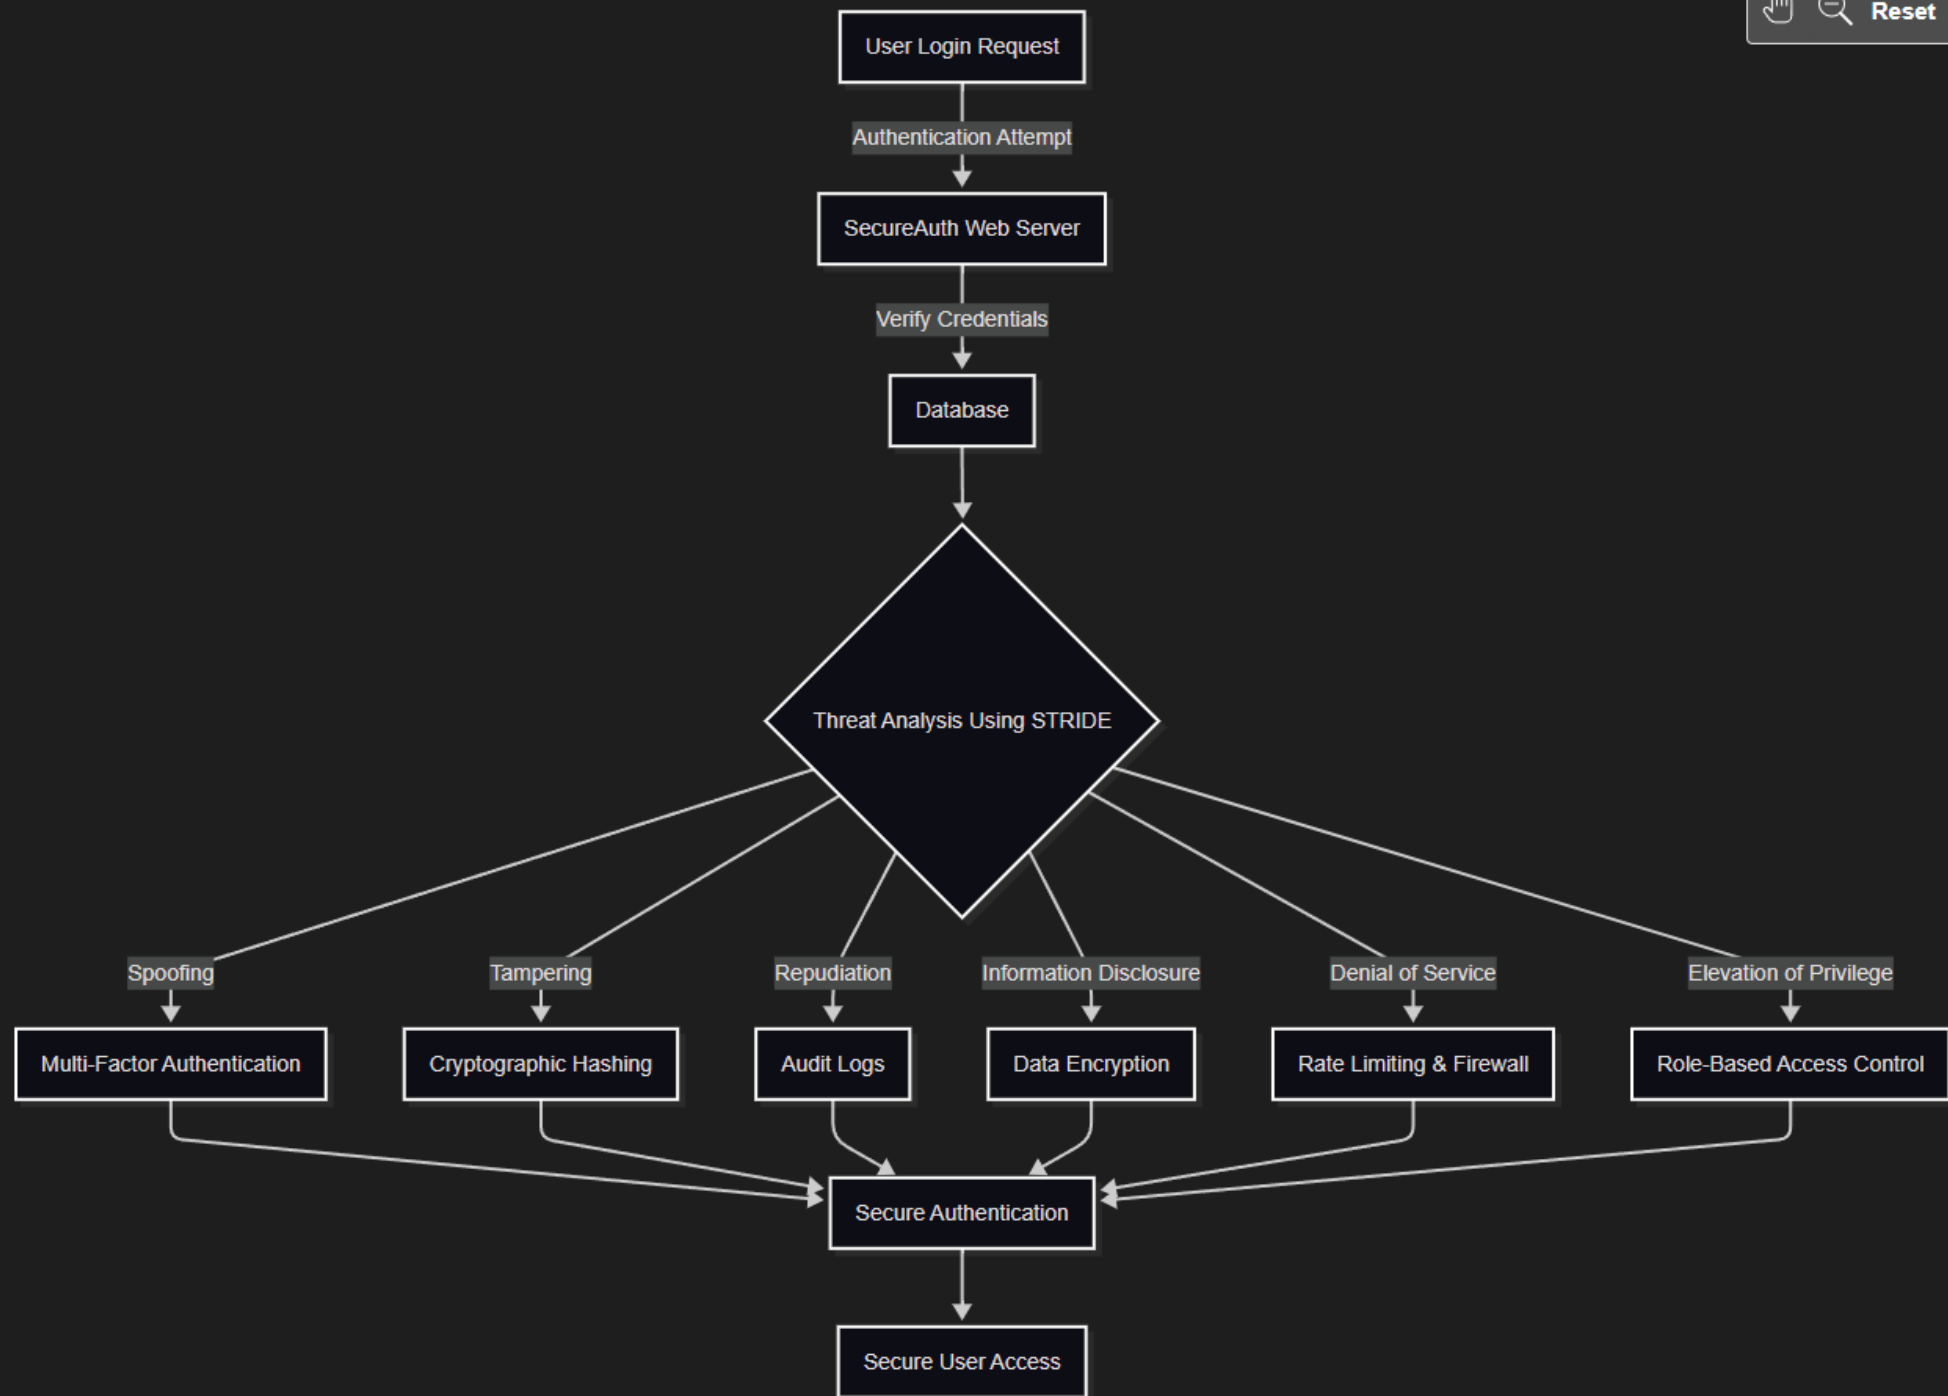 Reset
User Login Request
Authentication Attempt
SecureAuth Web Server
Verify Credentials
Database
Threat Analysis Using STRIDE
Spoofing
Tampering
Repudiation
Information Disclosure
Denial of Service
Elevation of Privilege
Multi-Factor Authentication
Cryptographic Hashing
Audit Logs
Data Encryption
Rate Limiting & Firewall
Role-Based Access Control
Secure Authentication
Secure User Access